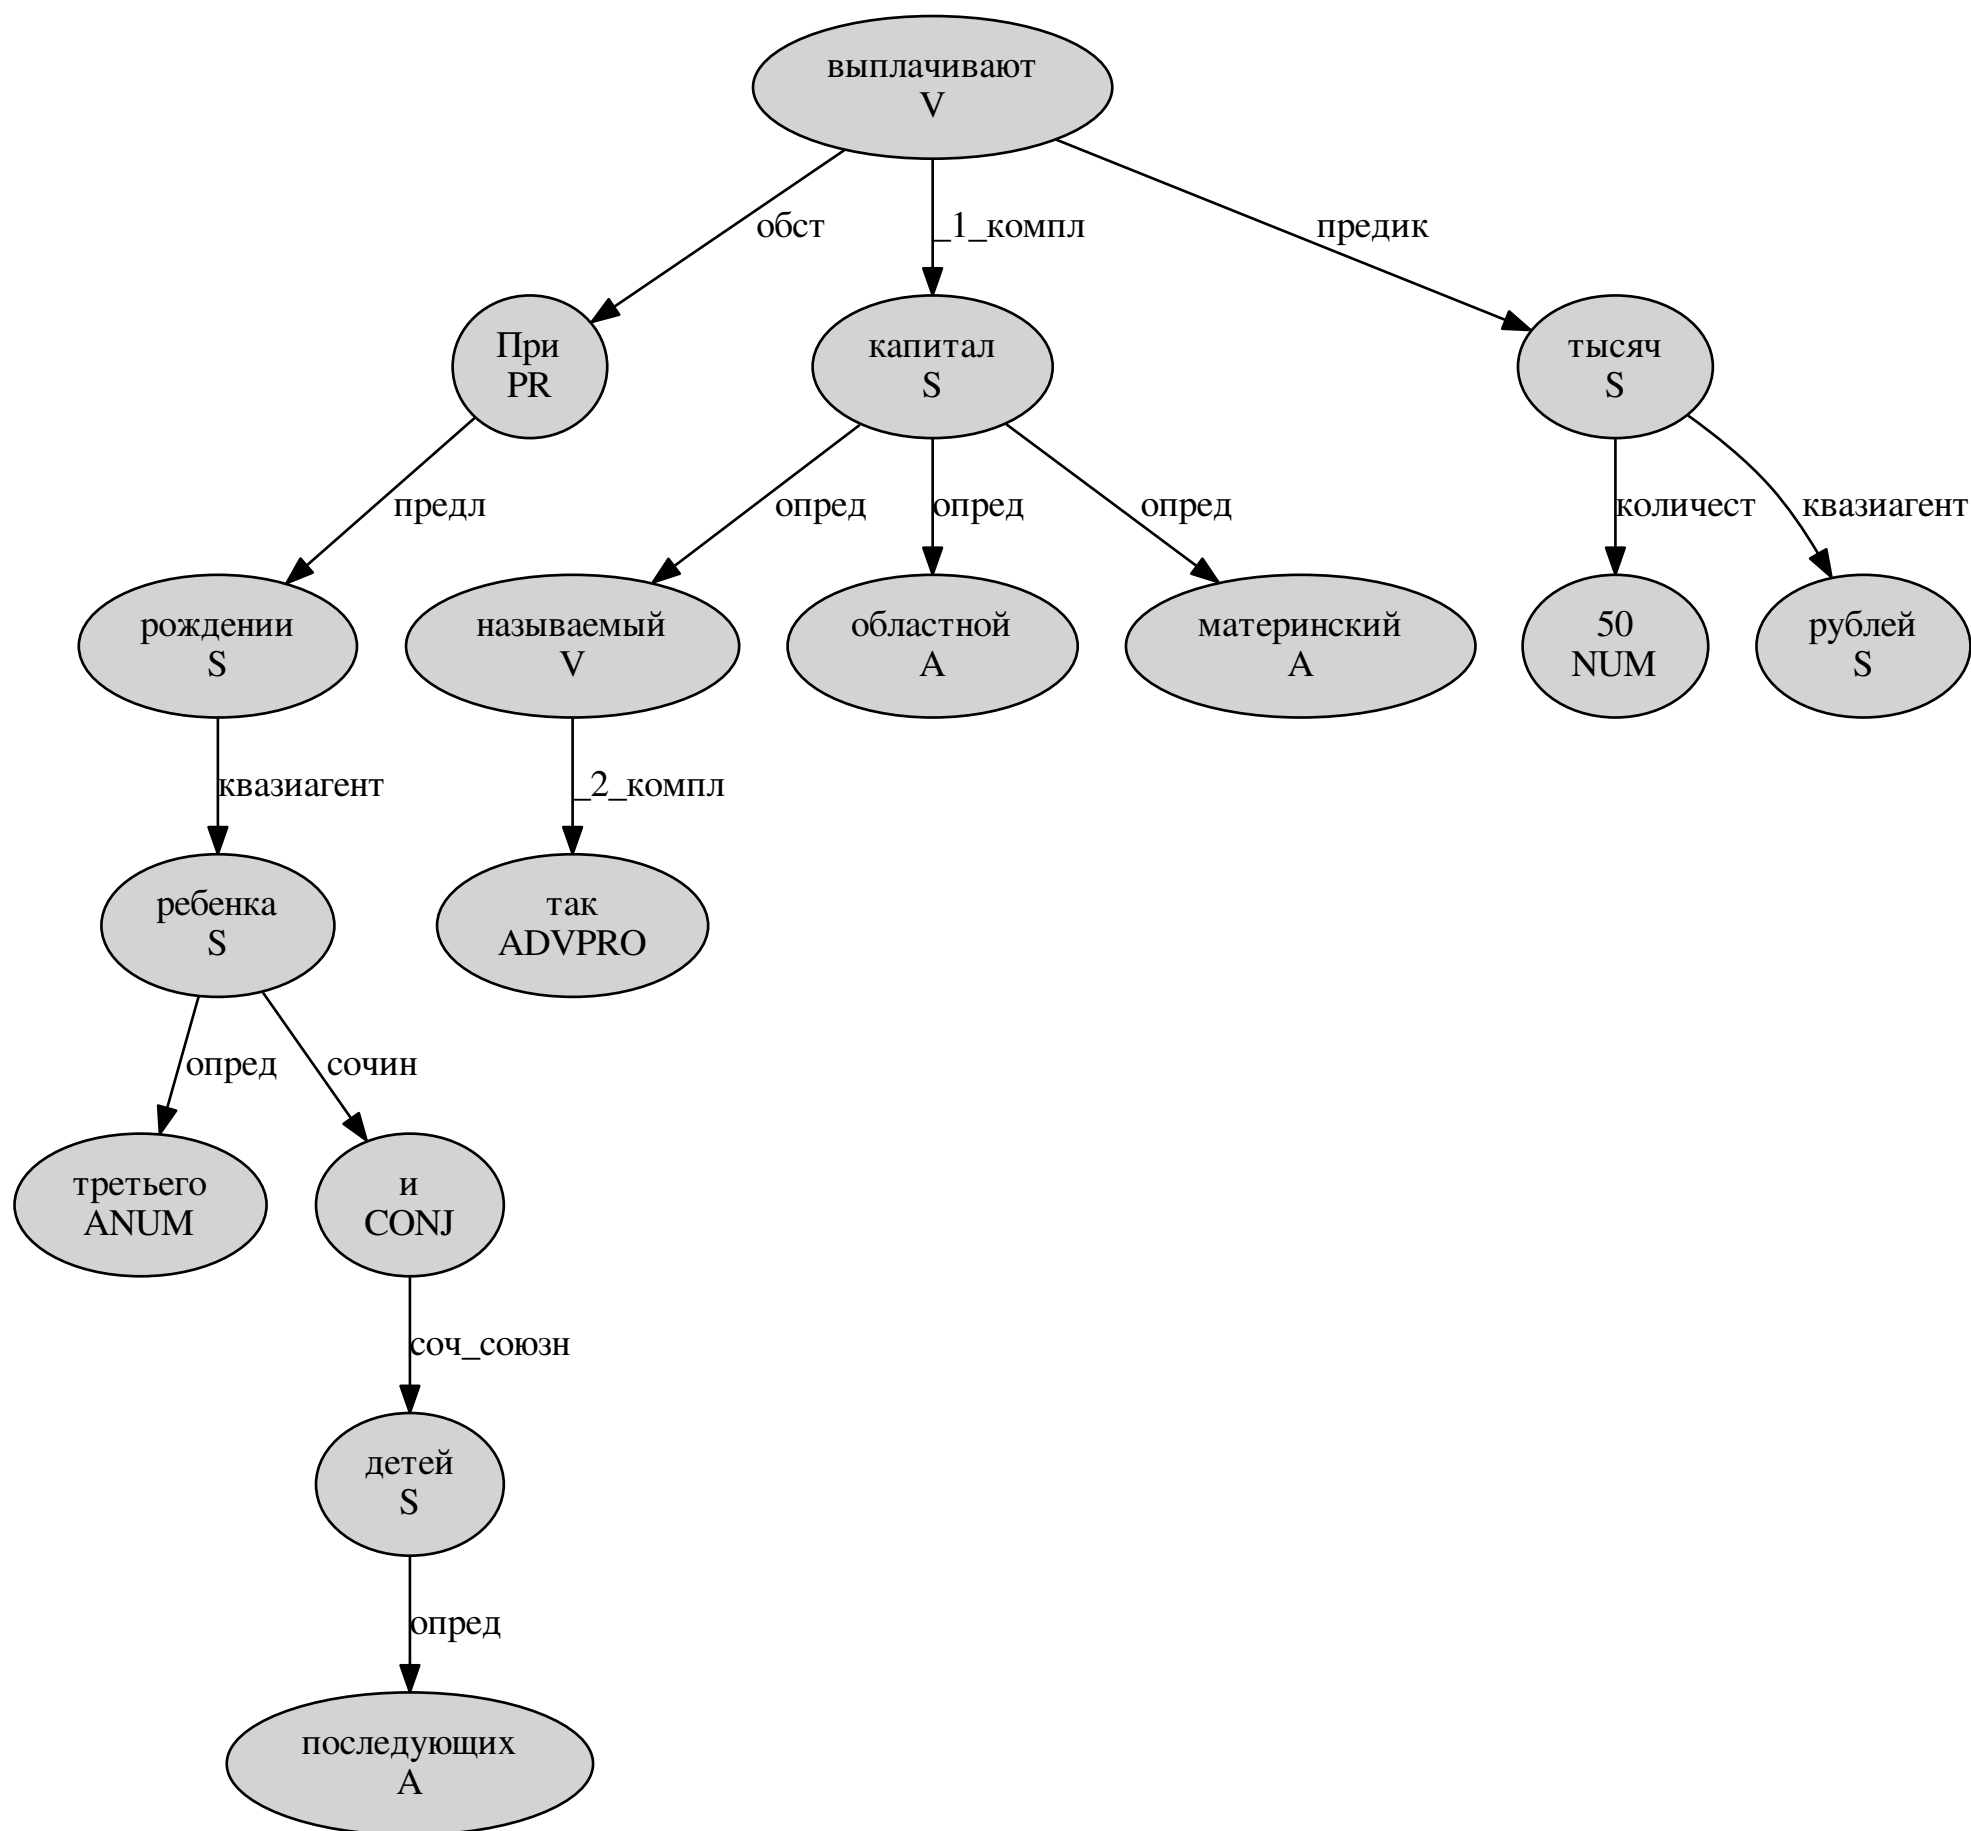 выплачивают
V
обст
_1_компл
предик
При
PR
капитал
S
тысяч
S
предл
опред
опред
опред
количест
квазиагент
рождении
S
называемый
V
областной
A
материнский
A
50
NUM
рублей
S
квазиагент
_2_компл
ребенка
S
так
ADVPRO
опред
сочин
третьего
ANUM
и
CONJ
соч_союзн
детей
S
опред
последующих
A